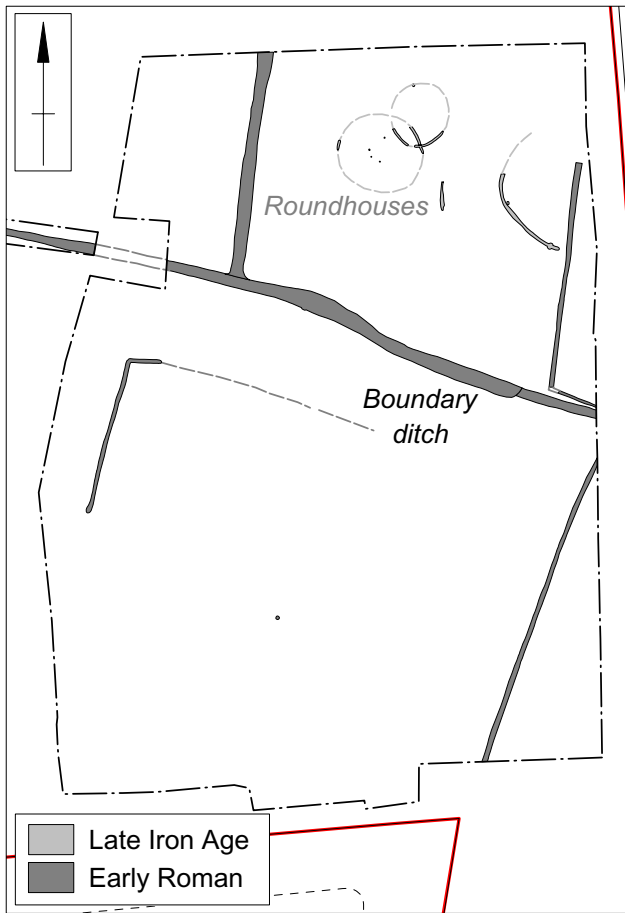 Roundhouses
Boundary
ditch
Late Iron Age
Early Roman